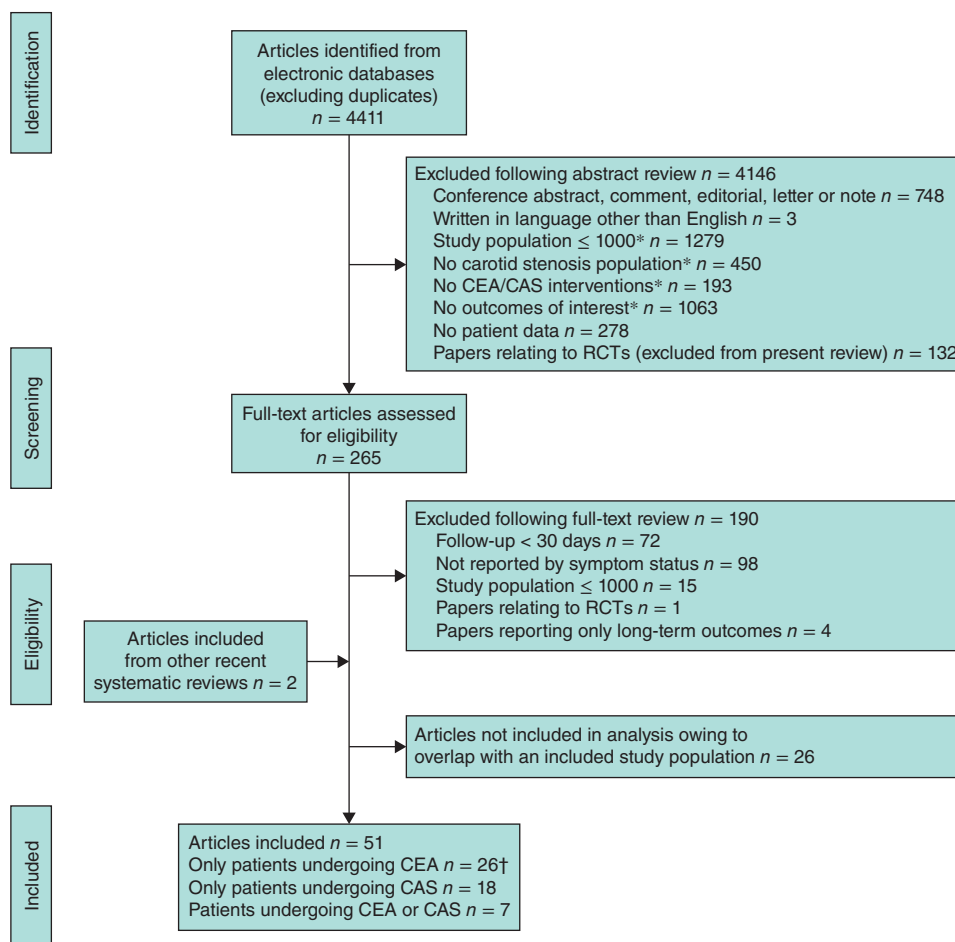 Identification
Articles identified from
electronic databases
(excluding duplicates)
n = 4411
Excluded following abstract review n = 4146
Conference abstract, comment, editorial, letter or note n = 748
Written in language other than English n = 3
Study population ≤ 1000* n = 1279
No carotid stenosis population* n = 450
No CEA/CAS interventions* n = 193
No outcomes of interest* n = 1063
No patient data n = 278
Papers relating to RCTs (excluded from present review) n = 132
Screening
Full-text articles assessed
for eligibility
n = 265
Excluded following full-text review n = 190
Follow-up < 30 days n = 72
Not reported by symptom status n = 98
Study population ≤ 1000 n = 15
Papers relating to RCTs n = 1
Papers reporting only long-term outcomes n = 4
Eligibility
Articles included
from other recent
systematic reviews n = 2
Articles not included in analysis owing to
overlap with an included study population n = 26
Included
Articles included n = 51
Only patients undergoing CEA n = 26†
Only patients undergoing CAS n = 18
Patients undergoing CEA or CAS n = 7